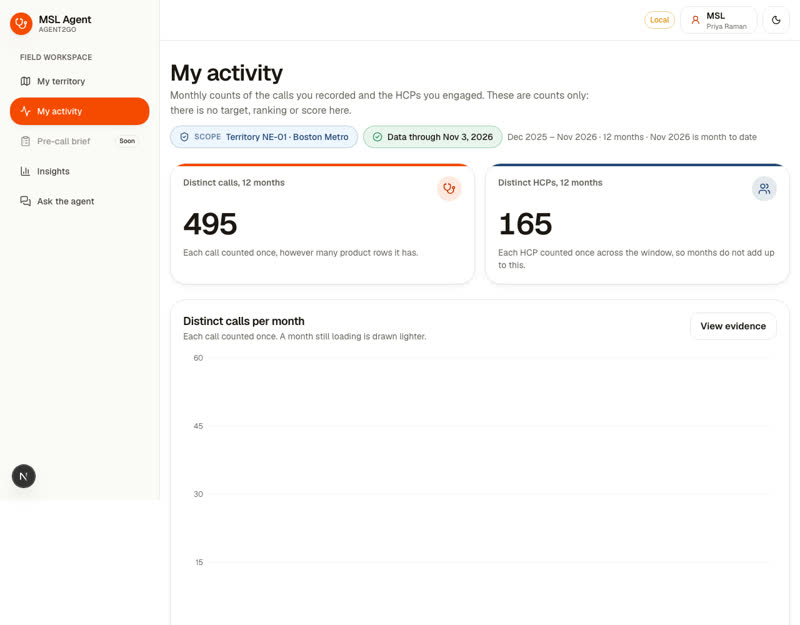 MSL Agent
AGENT2GO
Local
MSL
Priya Raman
FIELD WORKSPACE
My territory
My activity
Pre-call brief
Soon
Insights
Ask the agent
N
My activity
Monthly counts of the calls you recorded and the HCPs you engaged. These are counts only:
there is no target, ranking or score here.
SCOPE Territory NE-01 · Boston Metro
Data through Nov 3, 2026
Dec 2025 – Nov 2026 · 12 months · Nov 2026 is month to date
Distinct calls, 12 months
495
Each call counted once, however many product rows it has.
Distinct HCPs, 12 months
165
Each HCP counted once across the window, so months do not add up
to this.
Distinct calls per month
Each call counted once. A month still loading is drawn lighter.
View evidence
60
45
30
15